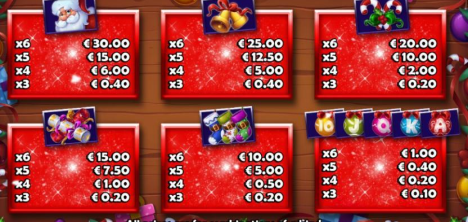 x6 € 30.00
x5 € 15.00
x4 € 6.00
x3 € 0.40
x6 € 25.00
x5 € 12.50
x4 € 5.00
x3 € 0.40
x6 € 20.00
x5 € 10.00
x4 € 2.00
x3 € 0.20
x6 € 15.00
x5 € 7.50
x4 € 1.00
x3 € 0.20
x6 € 10.00
x5 € 5.00
x4 € 0.50
x3 € 0.20
10 J O K A
x6 € 1.00
x5 € 0.40
x4 € 0.20
x3 € 0.10